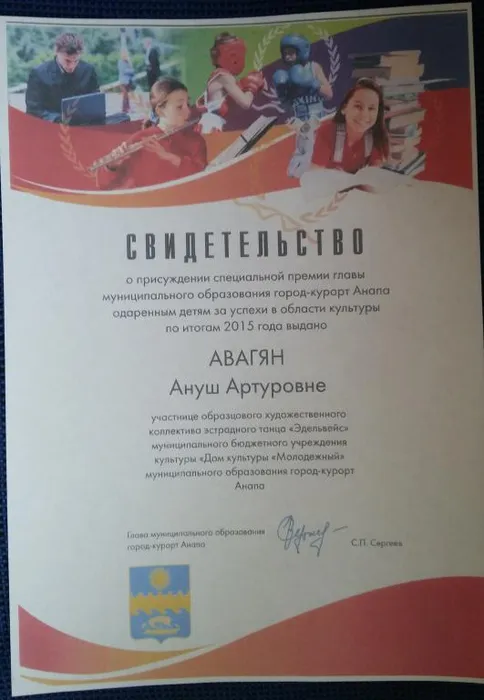 СВИДЕТЕЛЬСТВО
о присуждении специальной премии главы
муниципального образования город-курорт Анапа
одаренным детям за успехи в области культуры
по итогам 2015 года выдано
АВАГЯН
Ануш Артуровне
участнице образцового художественного
коллектива эстрадного танца «Эдельвейс»
муниципального бюджетного учреждения
культуры «Дом культуры «Молодежный»
муниципального образования город-курорт
Анапа
Глава муниципального образования
город-курорт Анапа
С.П. Сергеев